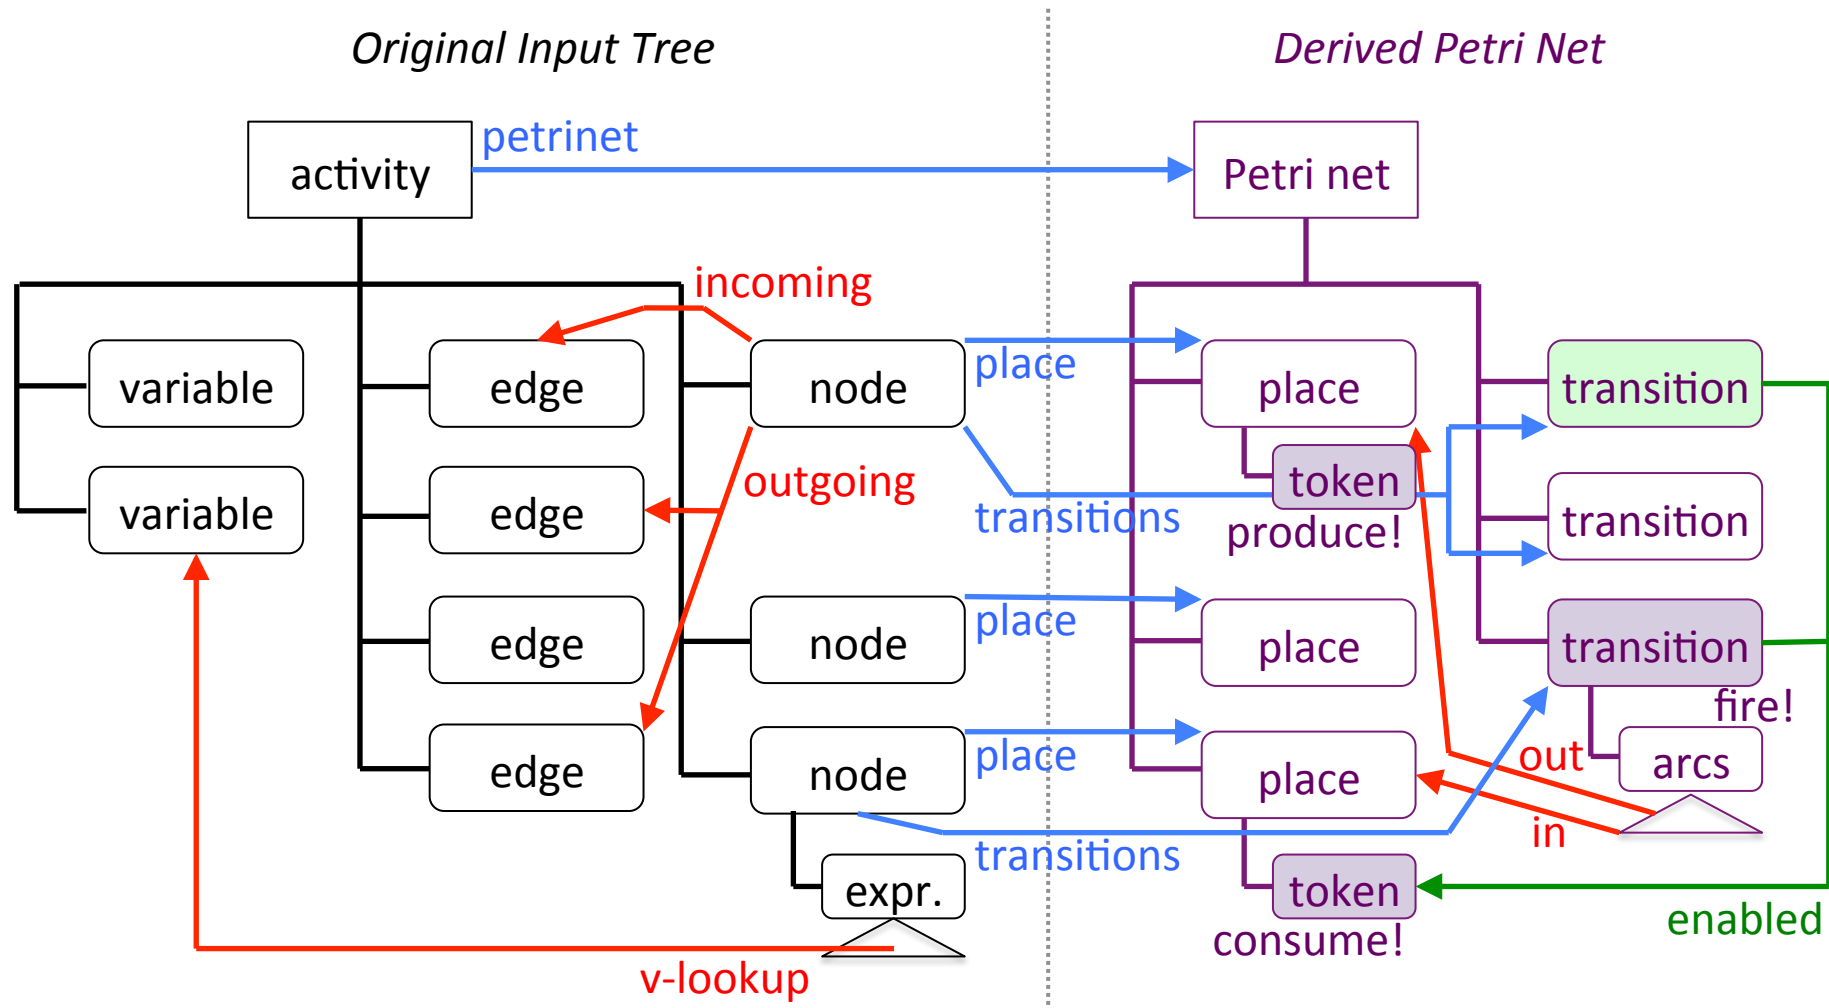 Original Input Tree
Derived Petri Net
petrinet
activity
Petri net
incoming
variable
edge
node
place
place
transition
variable
edge
outgoing
token
transitions
produce!
transition
edge
node
place
place
transition
fire!
edge
node
place
place
out
arcs
in
transitions
expr.
token
enabled
consume!
v-lookup